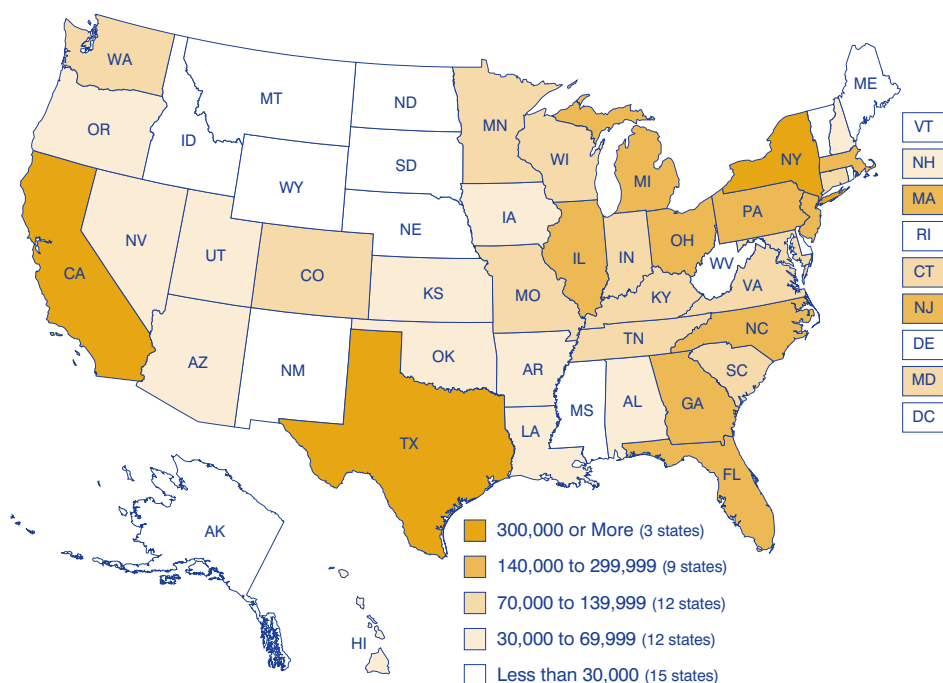 WA
MT
ND
MN
ME
OR
ID
SD
WI
MI
NY
WY
NE
IA
PA
NV
UT
CO
IL
IN
OH
WV
VA
CA
KS
MO
KY
AZ
NM
OK
AR
TN
NC
SC
TX
LA
MS
AL
GA
FL
AK
HI
VT
NH
MA
RI
CT
NJ
DE
MD
DC
300,000 or More (3 states)
140,000 to 299,999 (9 states)
70,000 to 139,999 (12 states)
30,000 to 69,999 (12 states)
Less than 30,000 (15 states)